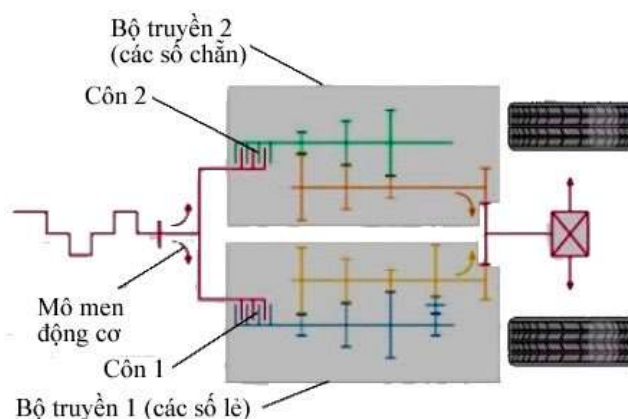 Bộ truyền 2
(các số chẵn)
Côn 2
Mô men
động cơ
Côn 1
Bộ truyền 1 (các số lẻ)